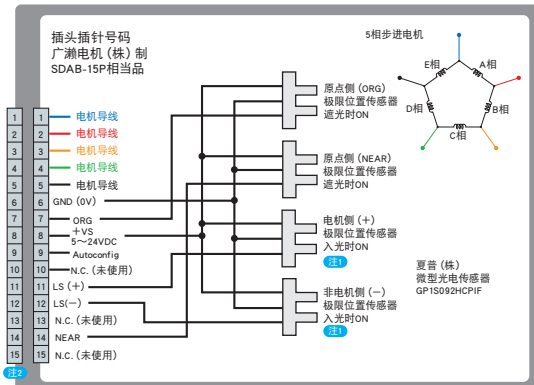 插头插针号码
广濑电机（株）制
SDAB-15P相当品
5相步进电机
E相
A相
D相
B相
C相
1 1 电机导线
2 2 电机导线
3 3 电机导线
4 4 电机导线
5 5 电机导线
6 6 GND（0V）
7 7 ORG
8 8 ＋VS
5～24VDC
9 9 Autoconfig
10 10 N.C.（未使用）
11 11 LS（＋）
12 12 LS(－）
13 13 N.C.（未使用）
14 14 NEAR
15 15 N.C.（未使用）
注2
原点侧（ORG）
极限位置传感器
遮光时ON
原点侧（NEAR）
极限位置传感器
遮光时ON
电机侧（＋）
极限位置传感器
入光时ON
注1
非电机侧（－）
极限位置传感器
入光时ON
注1
夏普（株）
微型光电传感器
GP1S092HCPIF